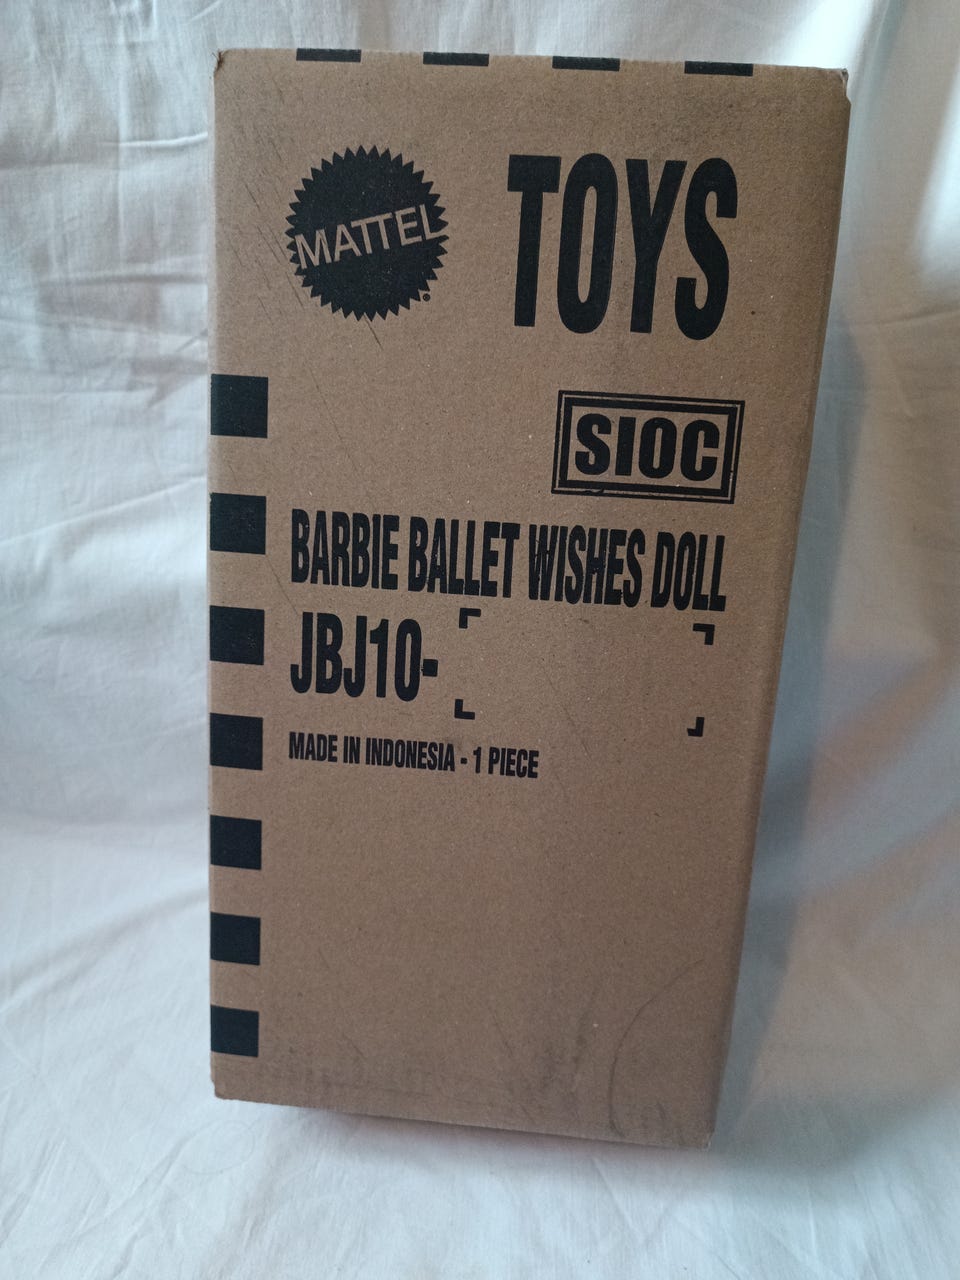 MATTEL
TOYS
SIOC
BARBIE BALLET WISHES DOLL
JBJ10-
MADE IN INDONESIA - 1 PIECE